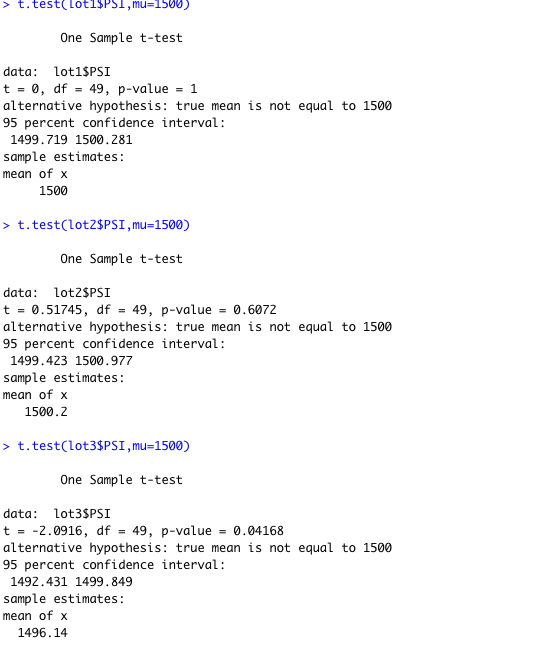 > t.test(lot1$PSI,mu=1500)
One Sample t-test
data:  lot1$PSI
t = 0, df = 49, p-value = 1
alternative hypothesis: true mean is not equal to 1500
95 percent confidence interval:
1499.719 1500.281
sample estimates:
mean of x
1500
> t.test(lot2$PSI,mu=1500)
One Sample t-test
data:  lot2$PSI
t = 0.51745, df = 49, p-value = 0.6072
alternative hypothesis: true mean is not equal to 1500
95 percent confidence interval:
1499.423 1500.977
sample estimates:
mean of x
1500.2
> t.test(lot3$PSI,mu=1500)
One Sample t-test
data:  lot3$PSI
t = -2.0916, df = 49, p-value = 0.04168
alternative hypothesis: true mean is not equal to 1500
95 percent confidence interval:
1492.431 1499.849
sample estimates:
mean of x
1496.14